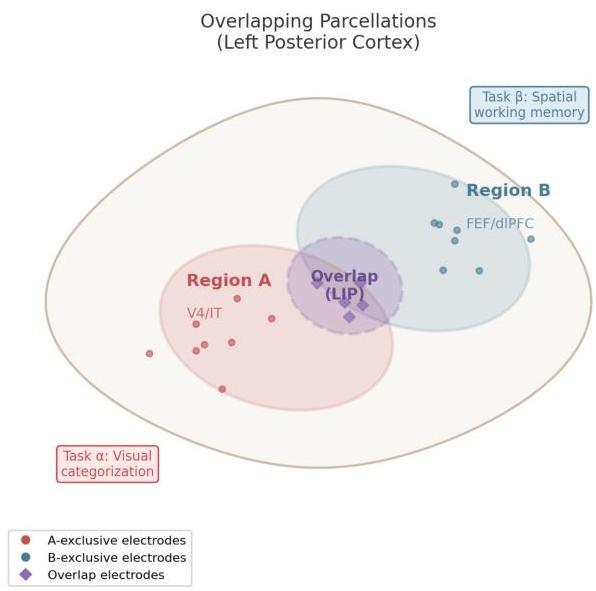 Overlapping Parcellations
(Left Posterior Cortex)
Task β: Spatial
working memory
Region B
FEF/dlPFC
Overlap
(LIP)
Region A
V4/IT
Task α: Visual
categorization
A-exclusive electrodes
B-exclusive electrodes
Overlap electrodes